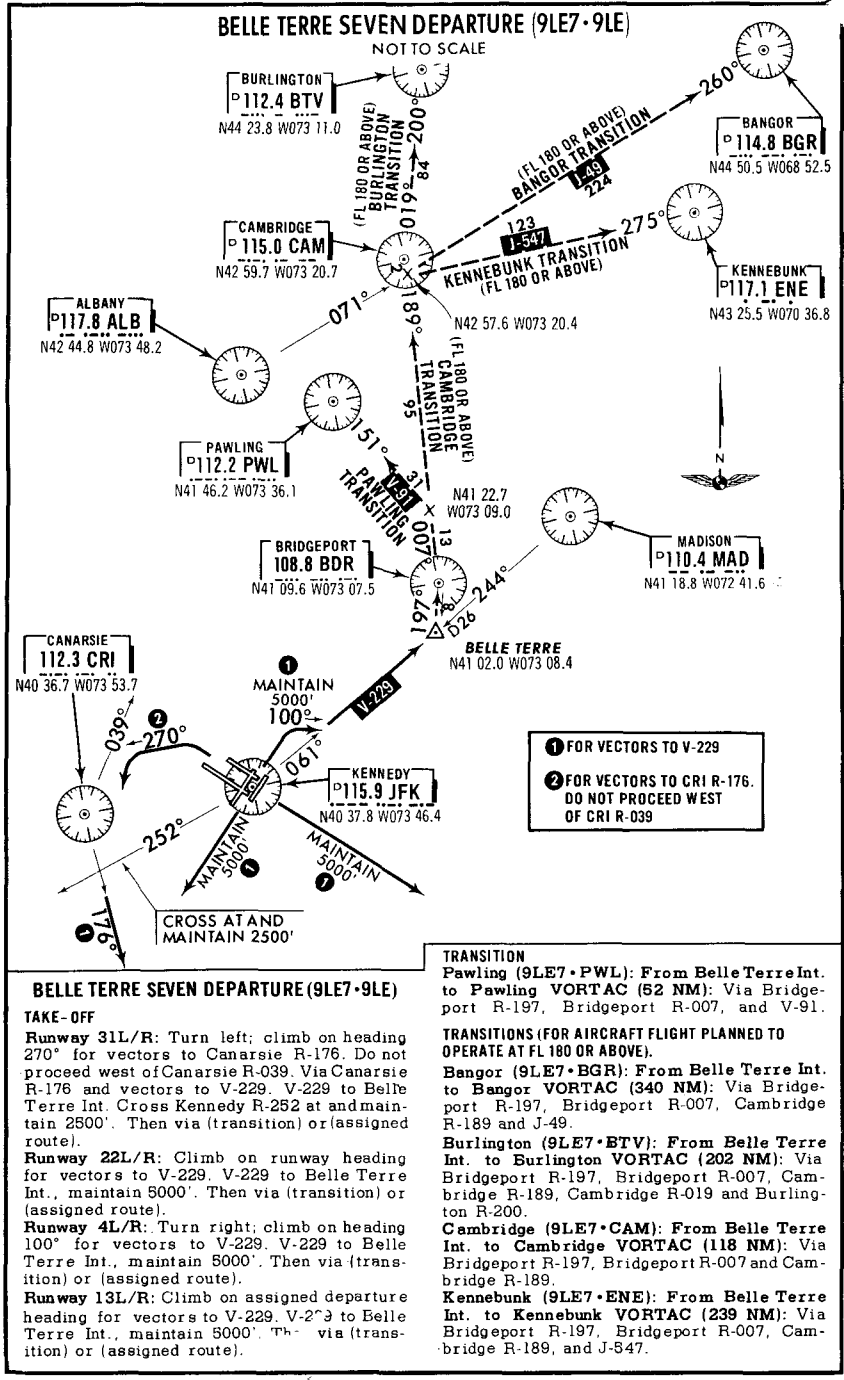 BELLE TERRE SEVEN DEPARTURE (9LE7·9LE)
NOT TO SCALE
BURLINGTON
D 112.4 BTV
N44 23.8 W073 11.0
(FL 180 OR ABOVE)
BURLINGTON
TRANSITION
019°
84
200°
260°
BANGOR
D 114.8 BGR
N44 50.5 W068 52.5
(FL 180 OR ABOVE)
BANGOR TRANSITION
J-49
224
CAMBRIDGE
D 115.0 CAM
N42 59.7 W073 20.7
123
J-547
275°
KENNEBUNK TRANSITION
(FL 180 OR ABOVE)
KENNEBUNK
D 117.1 ENE
N43 25.5 W070 36.8
ALBANY
D 117.8 ALB
N42 44.8 W073 48.2
071°
189°
N42 57.6 W073 20.4
(FL 180 OR ABOVE)
CAMBRIDGE
TRANSITION
95
PAWLING
D 112.2 PWL
N41 46.2 W073 36.1
151°
31
V-91
PAWLING
TRANSITION
N
N41 22.7
W073 09.0
13
007°
BRIDGEPORT
108.8 BDR
N41 09.6 W073 07.5
MADISON
D 110.4 MAD
N41 18.8 W072 41.6
244°
197°
8
D26
BELLE TERRE
N41 02.0 W073 08.4
CANARSIE
112.3 CRI
N40 36.7 W073 53.7
1
MAINTAIN
5000'
100°
V-229
039°
2
270°
061°
KENNEDY
D 115.9 JFK
N40 37.8 W073 46.4
1 FOR VECTORS TO V-229
2 FOR VECTORS TO CRI R-176.
DO NOT PROCEED WEST
OF CRI R-039
252°
MAINTAIN
5000'
1
MAINTAIN
5000'
1
CROSS AT AND
MAINTAIN 2500'
176°
1
BELLE TERRE SEVEN DEPARTURE (9LE7·9LE)
TAKE-OFF
Runway 31L/R: Turn left; climb on heading
270° for vectors to Canarsie R-176. Do not
proceed west of Canarsie R-039. Via Canarsie
R-176 and vectors to V-229. V-229 to Belle
Terre Int. Cross Kennedy R-252 at and main-
tain 2500'. Then via (transition) or (assigned
route).
Runway 22L/R: Climb on runway heading
for vectors to V-229. V-229 to Belle Terre
Int., maintain 5000'. Then via (transition) or
(assigned route).
Runway 4L/R: Turn right; climb on heading
100° for vectors to V-229. V-229 to Belle
Terre Int., maintain 5000'. Then via (trans-
ition) or (assigned route).
Runway 13L/R: Climb on assigned departure
heading for vectors to V-229. to Belle
Terre Int., maintain 5000'. via (trans-
ition) or (assigned route).
TRANSITION
Pawling (9LE7·PWL): From Belle Terre Int.
to Pawling VORTAC (52 NM): Via Bridge-
port R-197, Bridgeport R-007, and V-91.
TRANSITIONS (FOR AIRCRAFT FLIGHT PLANNED TO
OPERATE AT FL 180 OR ABOVE).
Bangor (9LE7·BGR): From Belle Terre Int.
to Bangor VORTAC (340 NM): Via Bridge-
port R-197, Bridgeport R-007, Cambridge
R-189 and J-49.
Burlington (9LE7·BTV): From Belle Terre
Int. to Burlington VORTAC (202 NM): Via
Bridgeport R-197, Bridgeport R-007, Cam-
bridge R-189, Cambridge R-019 and Burling-
ton R-200.
Cambridge (9LE7·CAM): From Belle Terre
Int. to Cambridge VORTAC (118 NM): Via
Bridgeport R-197, Bridgeport R-007 and Cam-
bridge R-189.
Kennebunk (9LE7·ENE): From Belle Terre
Int. to Kennebunk VORTAC (239 NM): Via
Bridgeport R-197, Bridgeport R-007, Cam-
bridge R-189, and J-547.